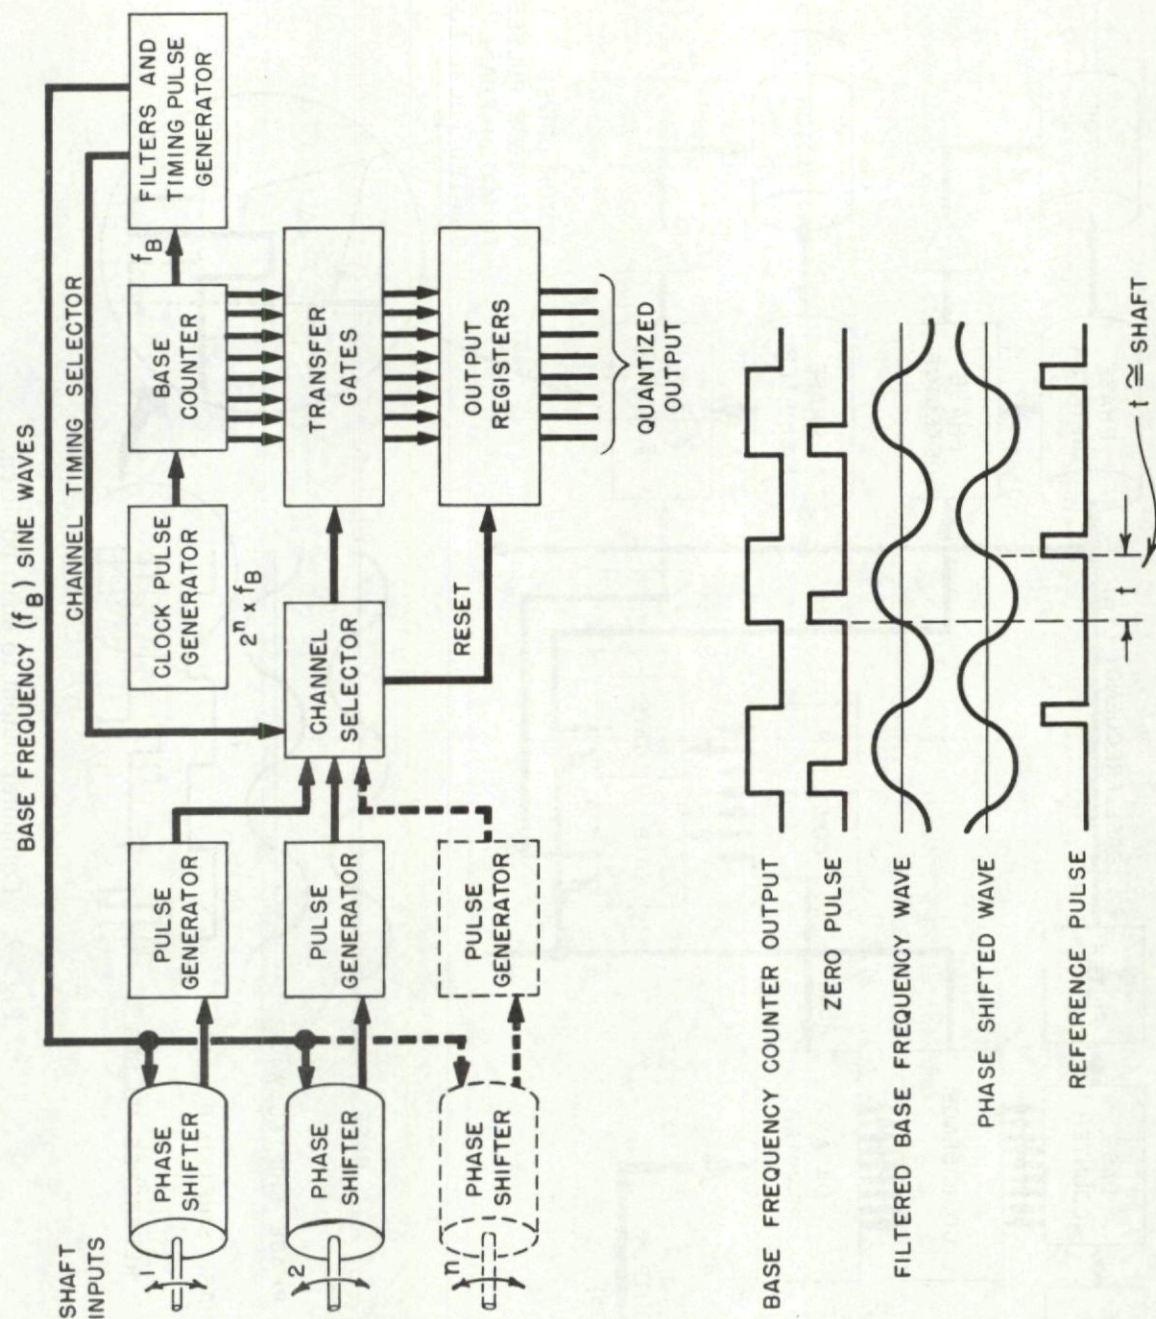 BASE FREQUENCY (fB) SINE WAVES
CHANNEL TIMING SELECTOR
SHAFT
INPUTS
1
PHASE
SHIFTER
PULSE
GENERATOR
CLOCK PULSE
GENERATOR
2ⁿ x fB
BASE
COUNTER
fB
FILTERS AND
TIMING PULSE
GENERATOR
2
PHASE
SHIFTER
PULSE
GENERATOR
CHANNEL
SELECTOR
TRANSFER
GATES
RESET
n
PHASE
SHIFTER
PULSE
GENERATOR
OUTPUT
REGISTERS
QUANTIZED
OUTPUT
BASE FREQUENCY COUNTER OUTPUT
ZERO PULSE
FILTERED BASE FREQUENCY WAVE
PHASE SHIFTED WAVE
REFERENCE PULSE
t
t ≅ SHAFT